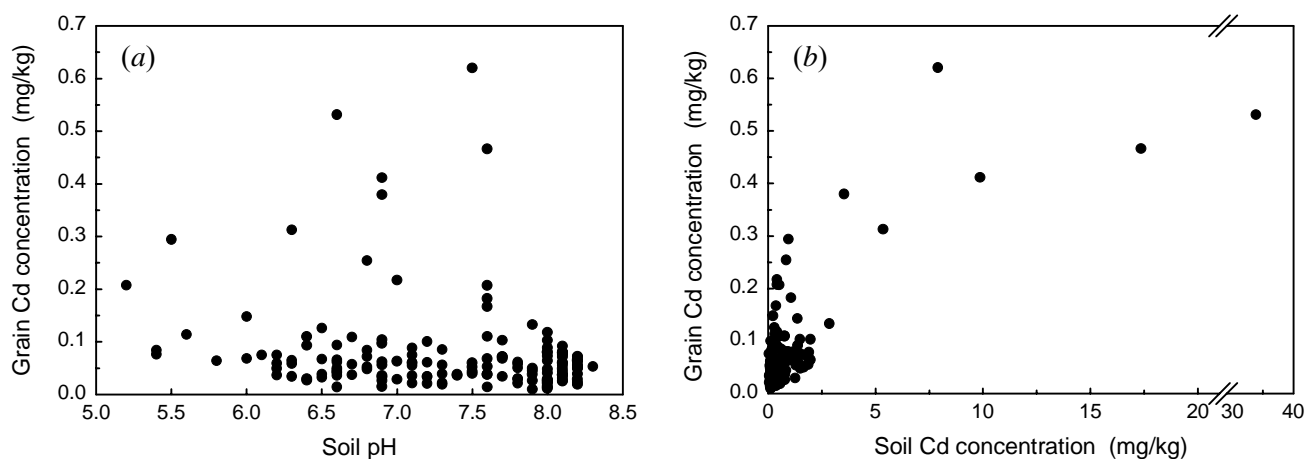 (a)
Grain Cd concentration (mg/kg)
0.7
0.6
0.5
0.4
0.3
0.2
0.1
0.0
5.0 5.5 6.0 6.5 7.0 7.5 8.0 8.5
Soil pH
(b)
Grain Cd concentration (mg/kg)
0.7
0.6
0.5
0.4
0.3
0.2
0.1
0.0
0 5 10 15 20 30 40
Soil Cd concentration (mg/kg)